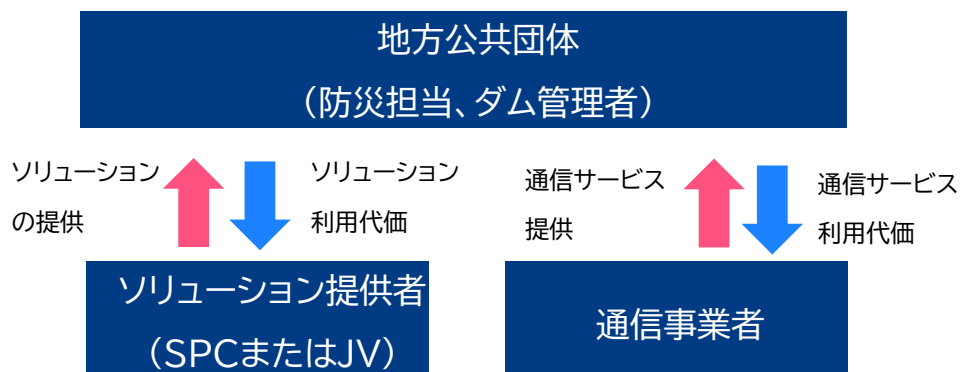 地方公共団体
（防災担当、ダム管理者）
ソリューション
の提供
ソリューション
利用代価
通信サービス
提供
通信サービス
利用代価
ソリューション提供者
（SPCまたはJV）
通信事業者